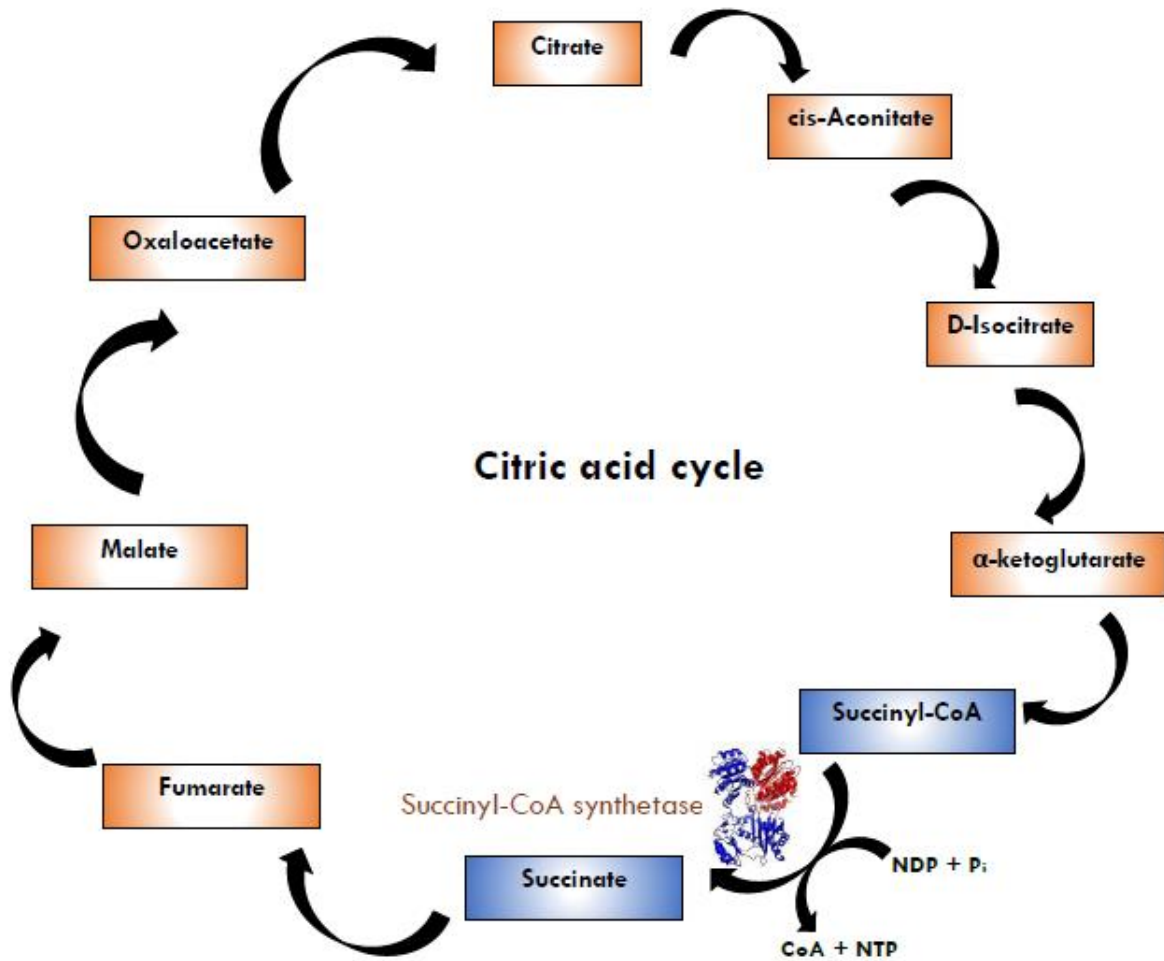 Citrate
cis-Aconitate
Oxaloacetate
D-Isocitrate
Citric acid cycle
Malate
α-ketoglutarate
Succinyl-CoA
Fumarate
Succinyl-CoA synthetase
Succinate
NDP + Pᵢ
CoA + NTP